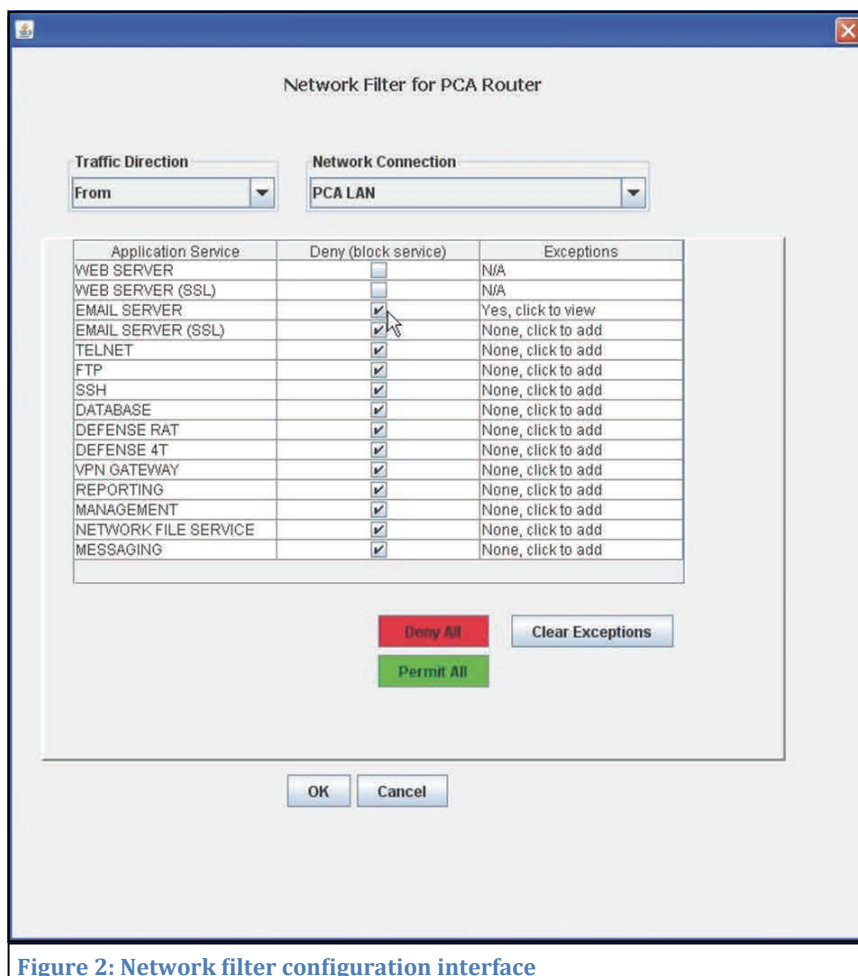 Network Filter for PCA Router
Traffic Direction Network Connection
From PCA LAN
Application Service Deny (block service) Exceptions
WEB SERVER N/A
WEB SERVER (SSL) N/A
EMAIL SERVER Yes, click to view
EMAIL SERVER (SSL) None, click to add
TELNET None, click to add
FTP None, click to add
SSH None, click to add
DATABASE None, click to add
DEFENSE RAT None, click to add
DEFENSE 4T None, click to add
VPN GATEWAY None, click to add
REPORTING None, click to add
MANAGEMENT None, click to add
NETWORK FILE SERVICE None, click to add
MESSAGING None, click to add
Deny All Clear Exceptions
Permit All
OK Cancel
Figure 2: Network filter configuration interface